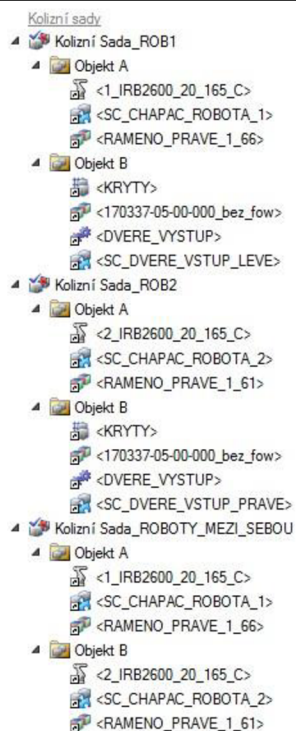 Kolizní sady
Kolizní Sada_ROB1
Objekt A
<1_IRB2600_20_165_C>
<SC_CHAPAC_ROBOTA_1>
<RAMENO_PRAVE_1_66>
Objekt B
<KRYTY>
<170337-05-00-000_bez_fow>
<DVERE_VYSTUP>
<SC_DVERE_VSTUP_LEVE>
Kolizní Sada_ROB2
Objekt A
<2_IRB2600_20_165_C>
<SC_CHAPAC_ROBOTA_2>
<RAMENO_PRAVE_1_61>
Objekt B
<KRYTY>
<170337-05-00-000_bez_fow>
<DVERE_VYSTUP>
<SC_DVERE_VSTUP_PRAVE>
Kolizní Sada_ROBOTY_MEZI_SEBOU
Objekt A
<1_IRB2600_20_165_C>
<SC_CHAPAC_ROBOTA_1>
<RAMENO_PRAVE_1_66>
Objekt B
<2_IRB2600_20_165_C>
<SC_CHAPAC_ROBOTA_2>
<RAMENO_PRAVE_1_61>